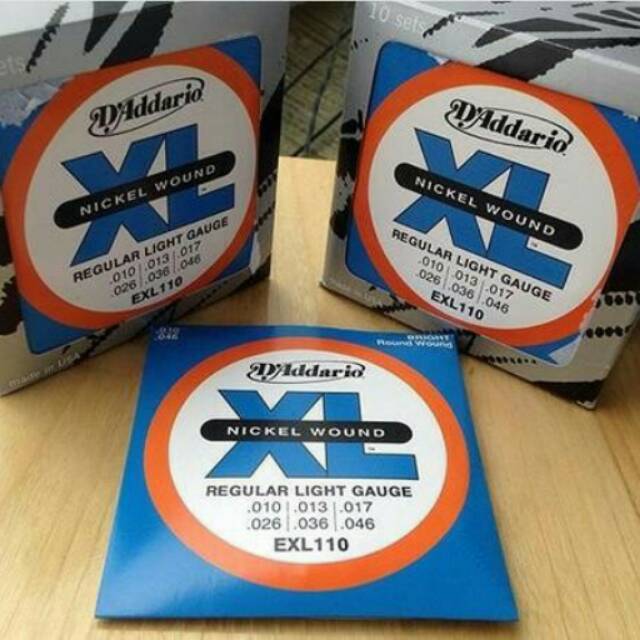 sets
D'Addario
XL
NICKEL WOUND
REGULAR LIGHT GAUGE
.010 .013 .017
.026 .036 .046
EXL110
made in USA
10 sets
D'Addario
XL
NICKEL WOUND
REGULAR LIGHT GAUGE
.010 .013 .017
.026 .036 .046
EXL110
.010
.046
BRIGHT
Round Wound
D'Addario
XL
NICKEL WOUND
REGULAR LIGHT GAUGE
.010 .013 .017
.026 .036 .046
EXL110